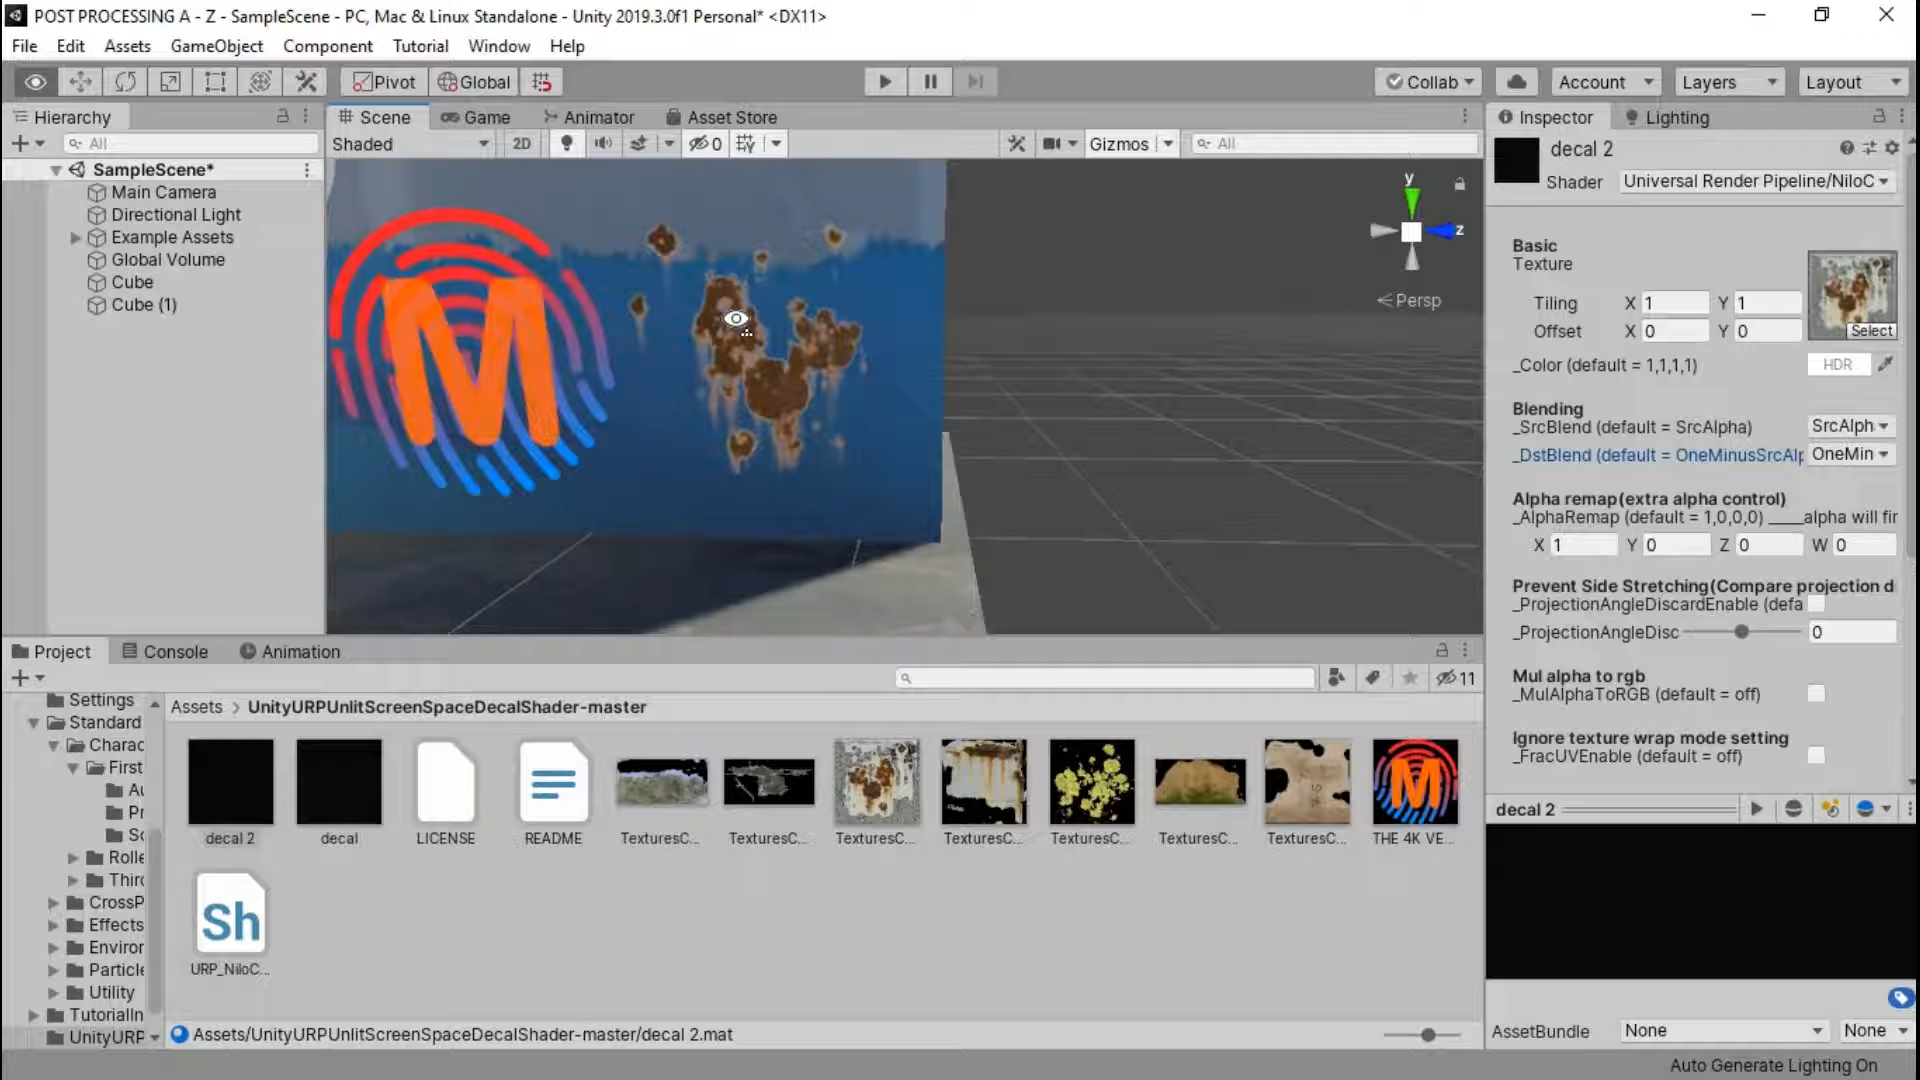 POST PROCESSING A - Z - SampleScene - PC, Mac & Linux Standalone - Unity 2019.3.0f1 Personal* <DX11>
File Edit Assets GameObject Component Tutorial Window Help
Pivot Global Collab Account Layers Layout
Hierarchy
All
SampleScene*
Main Camera
Directional Light
Example Assets
Global Volume
Cube
Cube (1)
Scene Game Animator Asset Store
Shaded 2D 0 Gizmos All
y
z
Persp
M
Inspector Lighting
decal 2
Shader Universal Render Pipeline/NiloC
Basic
Texture
Tiling X 1 Y 1
Offset X 0 Y 0
Select
_Color (default = 1,1,1,1) HDR
Blending
_SrcBlend (default = SrcAlpha) SrcAlph
_DstBlend (default = OneMinusSrcAlp OneMin
Alpha remap(extra alpha control)
_AlphaRemap (default = 1,0,0,0) ____alpha will fir
X 1 Y 0 Z 0 W 0
Prevent Side Stretching(Compare projection d
_ProjectionAngleDiscardEnable (defa
_ProjectionAngleDisc 0
Mul alpha to rgb
_MulAlphaToRGB (default = off)
Ignore texture wrap mode setting
_FracUVEnable (default = off)
decal 2
AssetBundle None None
Project Console Animation
11
Settings
Standard
Charac
First
Au
Pr
Sc
Rolle
Thir
CrossP
Effects
Enviror
Particle
Utility
TutorialIn
UnityURP
Assets > UnityURPUnlitScreenSpaceDecalShader-master
decal 2 decal LICENSE README TexturesC... TexturesC... TexturesC... TexturesC... TexturesC... TexturesC... TexturesC... THE 4K VE...
Sh
URP_NiloC...
Assets/UnityURPUnlitScreenSpaceDecalShader-master/decal 2.mat
Auto Generate Lighting On